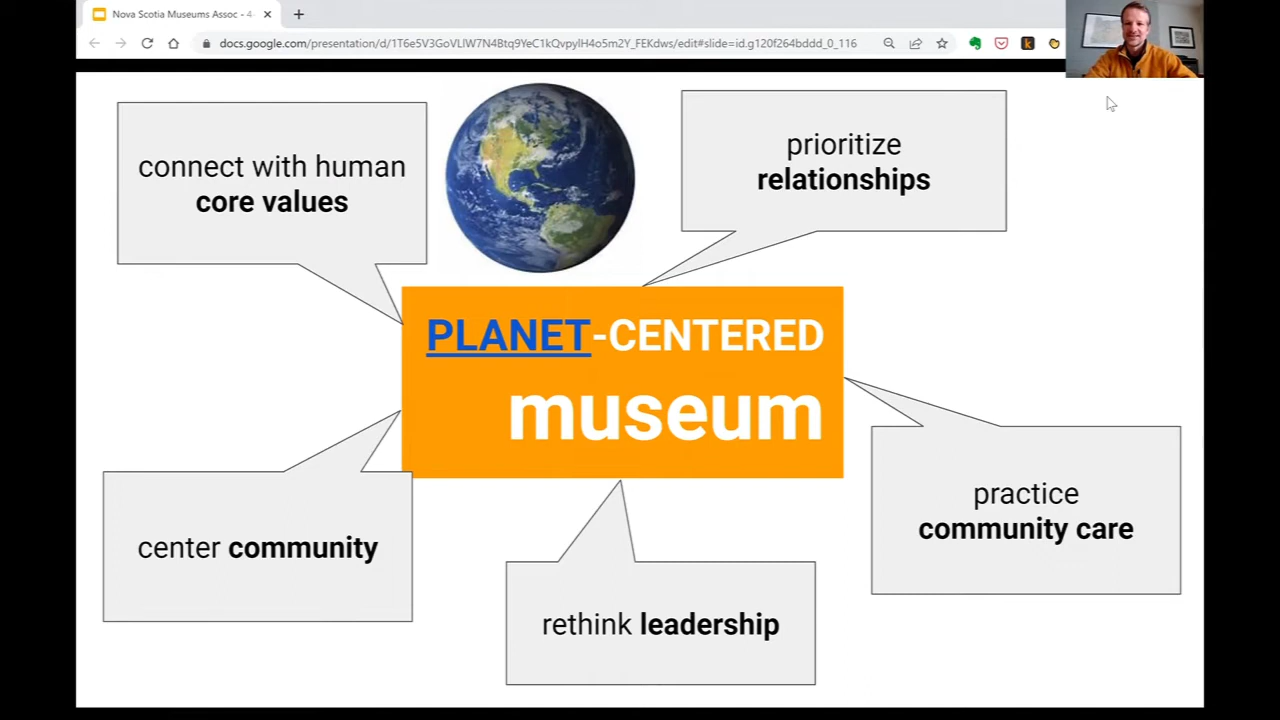 Nova Scotia Museums Assoc - 4-
docs.google.com/presentation/d/1T6e5V3GoVLlW7N4Btq9YeC1kQvpylH4o5m2Y_FEKdws/edit#slide=id.g120f264bddd_0_116
connect with human
core values
prioritize
relationships
PLANET-CENTERED
museum
center community
practice
community care
rethink leadership